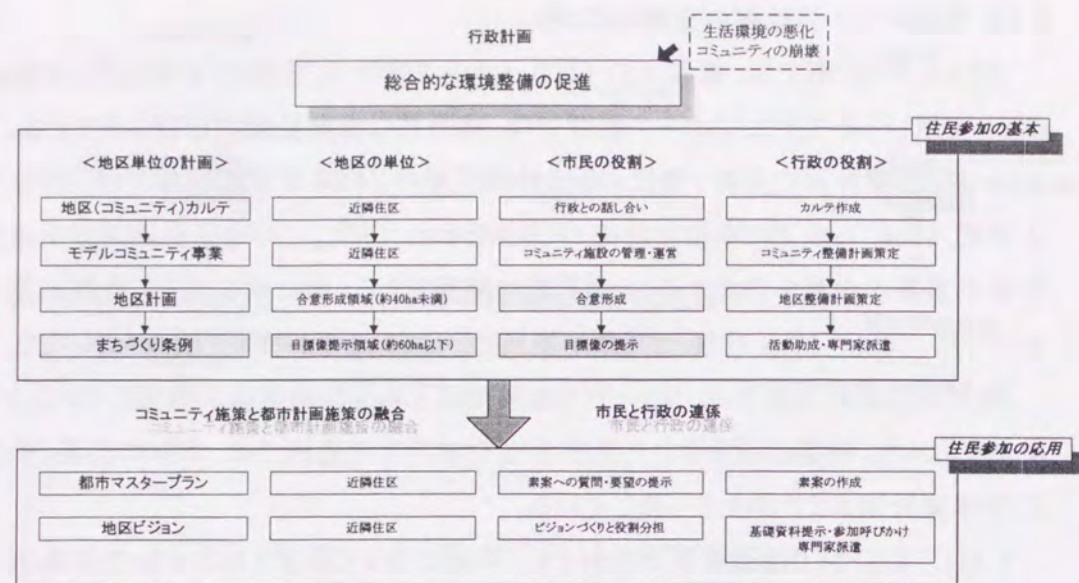 行政計画
生活環境の悪化
コミュニティの崩壊
総合的な環境整備の促進
住民参加の基本
<地区単位の計画> <地区の単位> <市民の役割> <行政の役割>
地区(コミュニティ)カルテ 近隣住区 行政との話し合い カルテ作成
モデルコミュニティ事業 近隣住区 コミュニティ施設の管理・運営 コミュニティ整備計画策定
地区計画 合意形成領域(約40ha未満) 合意形成 地区整備計画策定
まちづくり条例 目標像提示領域(約60ha以下) 目標像の提示 活動助成・専門家派遣
コミュニティ施策と都市計画施策の融合 市民と行政の連係
住民参加の応用
都市マスタープラン 近隣住区 素案への質問・要望の提示 素案の作成
地区ビジョン 近隣住区 ビジョンづくりと役割分担 基礎資料提示・参加呼びかけ
専門家派遣